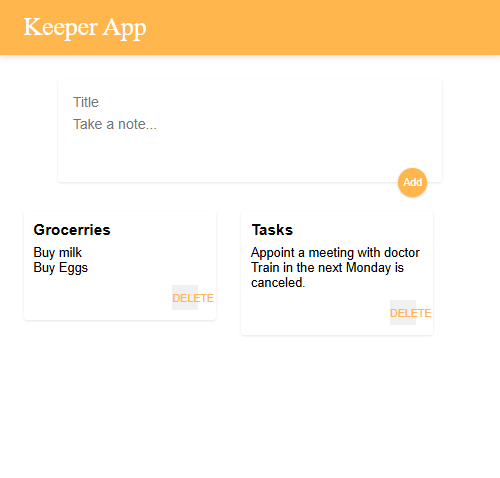 Keeper App
Title
Take a note...
Add
Grocerries
Buy milk
Buy Eggs
DELETE
Tasks
Appoint a meeting with doctor
Train in the next Monday is
canceled.
DELETE